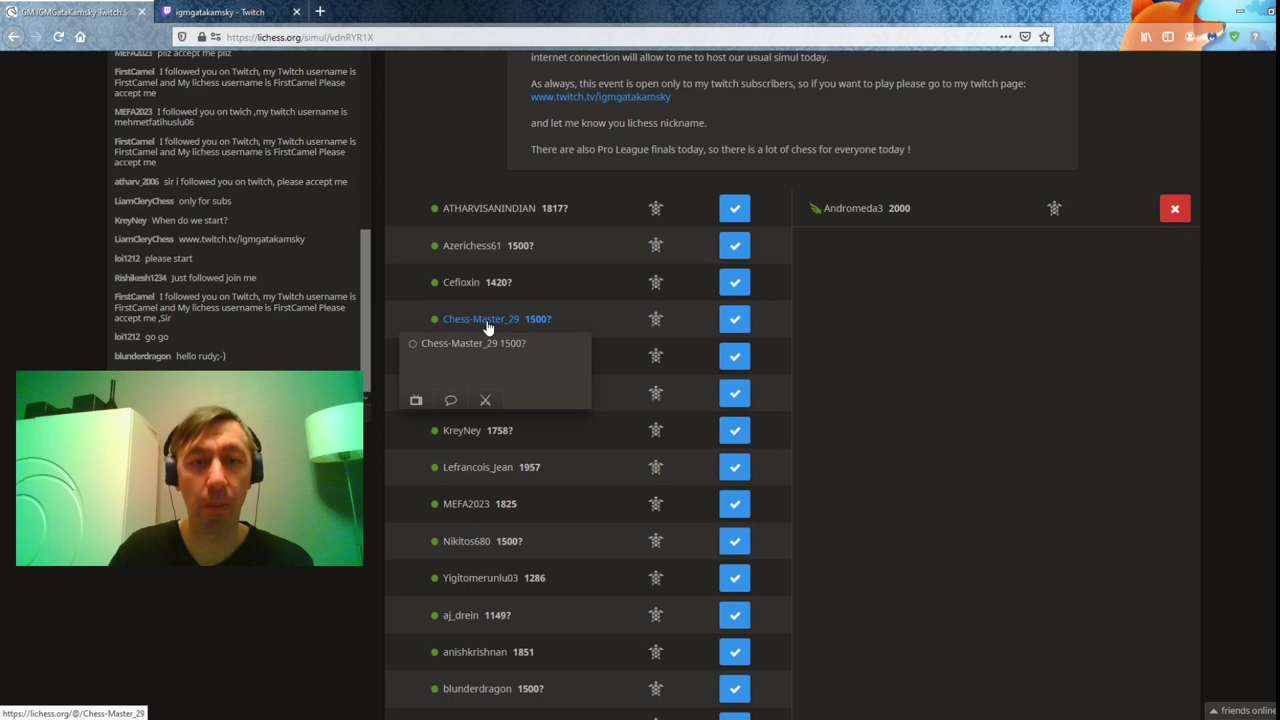 GM IGMGataKamsky Twitch S
igmgatakamsky - Twitch
https://lichess.org/simul/vdnRYR1X
MEFA2023 pliz accept me pliz
FirstCamel I followed you on Twitch, my Twitch username is
FirstCamel and My lichess username is FirstCamel Please
accept me
MEFA2023 I followed you on twich ,my twitch username is
mehmetfatihuslu06
FirstCamel I followed you on Twitch, my Twitch username is
FirstCamel and My lichess username is FirstCamel Please
accept me
atharv_2006 sir i followed you on twitch, please accept me
LiamCleryChess only for subs
KreyNey When do we start?
LiamCleryChess www.twitch.tv/igmgatakamsky
loi1212 please start
Rishikesh1234 Just followed join me
FirstCamel I followed you on Twitch, my Twitch username is
FirstCamel and My lichess username is FirstCamel Please
accept me ,Sir
loi1212 go go
blunderdragon hello rudy;-)
internet connection will allow to me to host our usual simul today.
As always, this event is open only to my twitch subscribers, so if you want to play please go to my twitch page:
www.twitch.tv/igmgatakamsky
and let me know you lichess nickname.
There are also Pro League finals today, so there is a lot of chess for everyone today !
ATHARVISANINDIAN 1817?
Azerichess61 1500?
Cefloxin 1420?
Chess-Master_29 1500?
Chess-Master_29 1500?
KreyNey 1758?
Lefrancois_Jean 1957
MEFA2023 1825
Nikitos680 1500?
Yigitomerunlu03 1286
aj_drein 1149?
anishkrishnan 1851
blunderdragon 1500?
Andromeda3 2000
https://lichess.org/@/Chess-Master_29
friends online